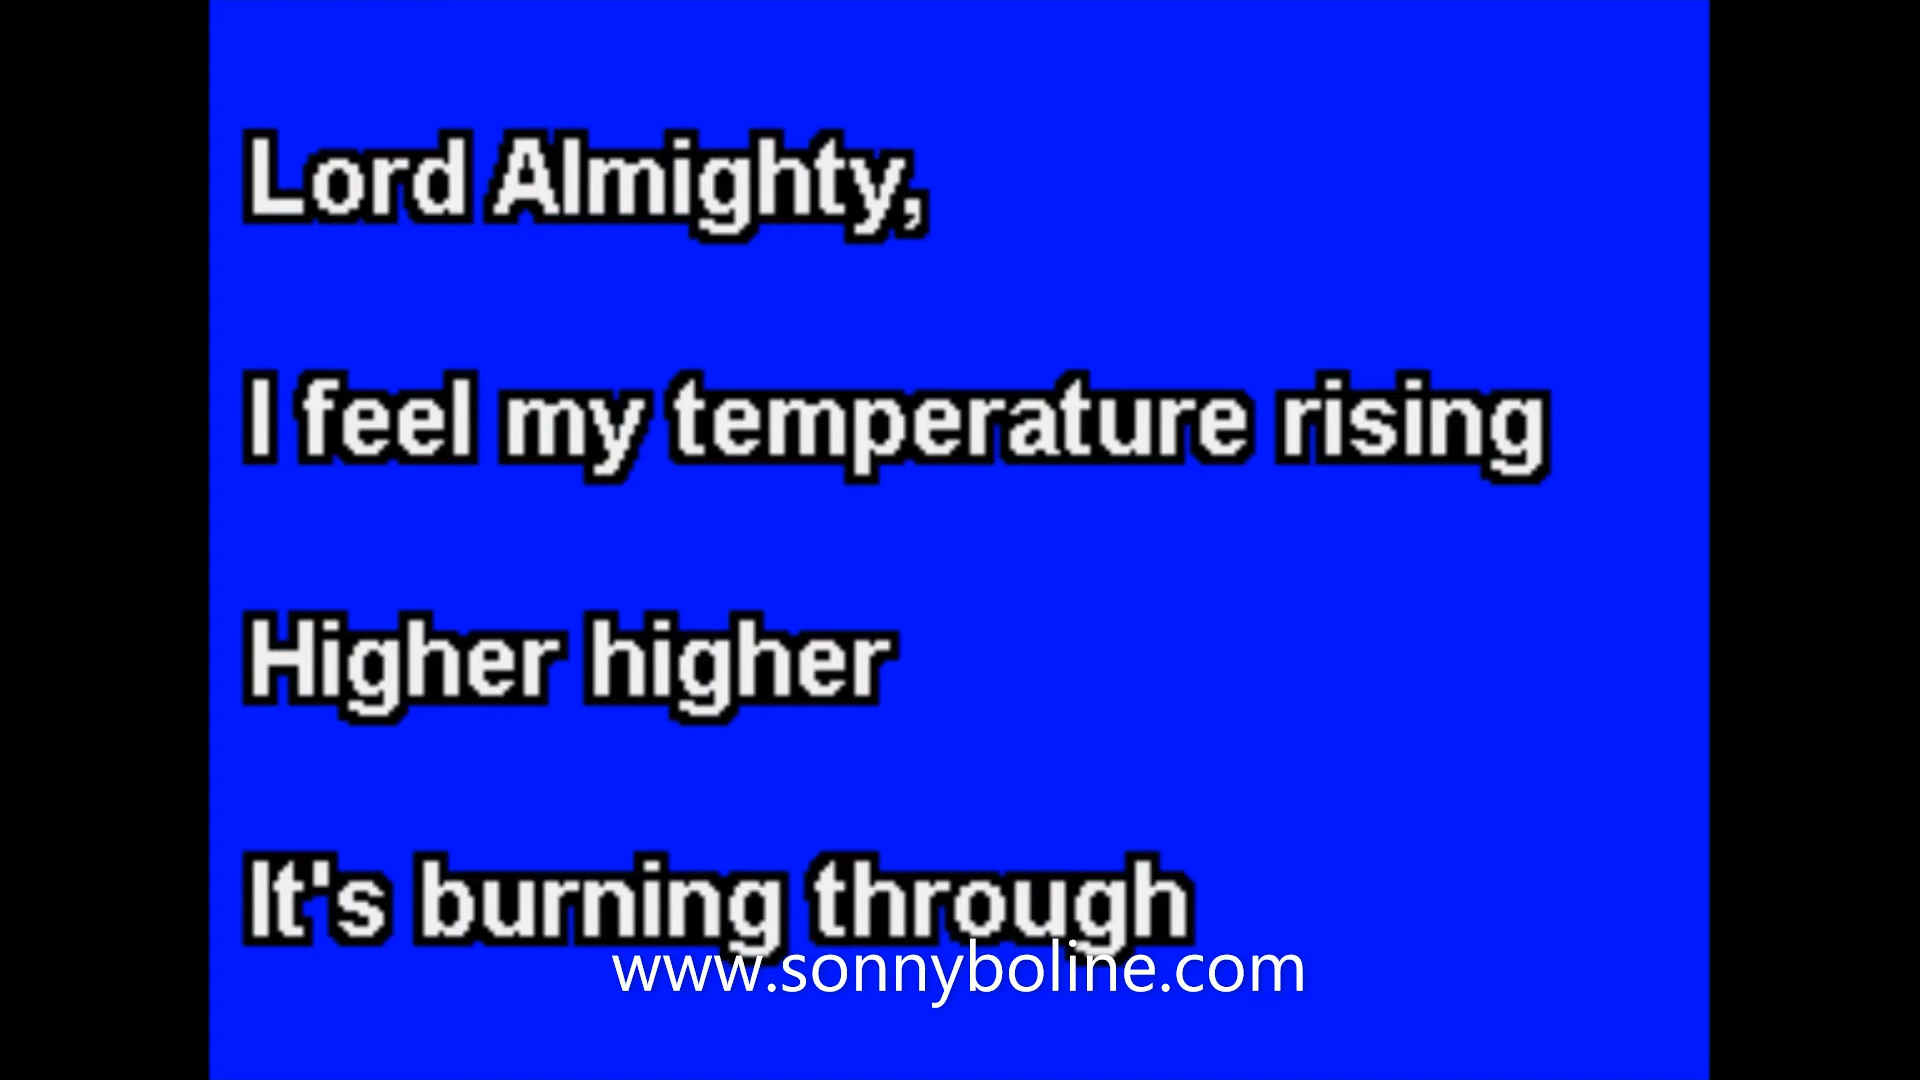 Lord Almighty,
I feel my temperature rising
Higher higher
It's burning through
www.sonnyboline.com